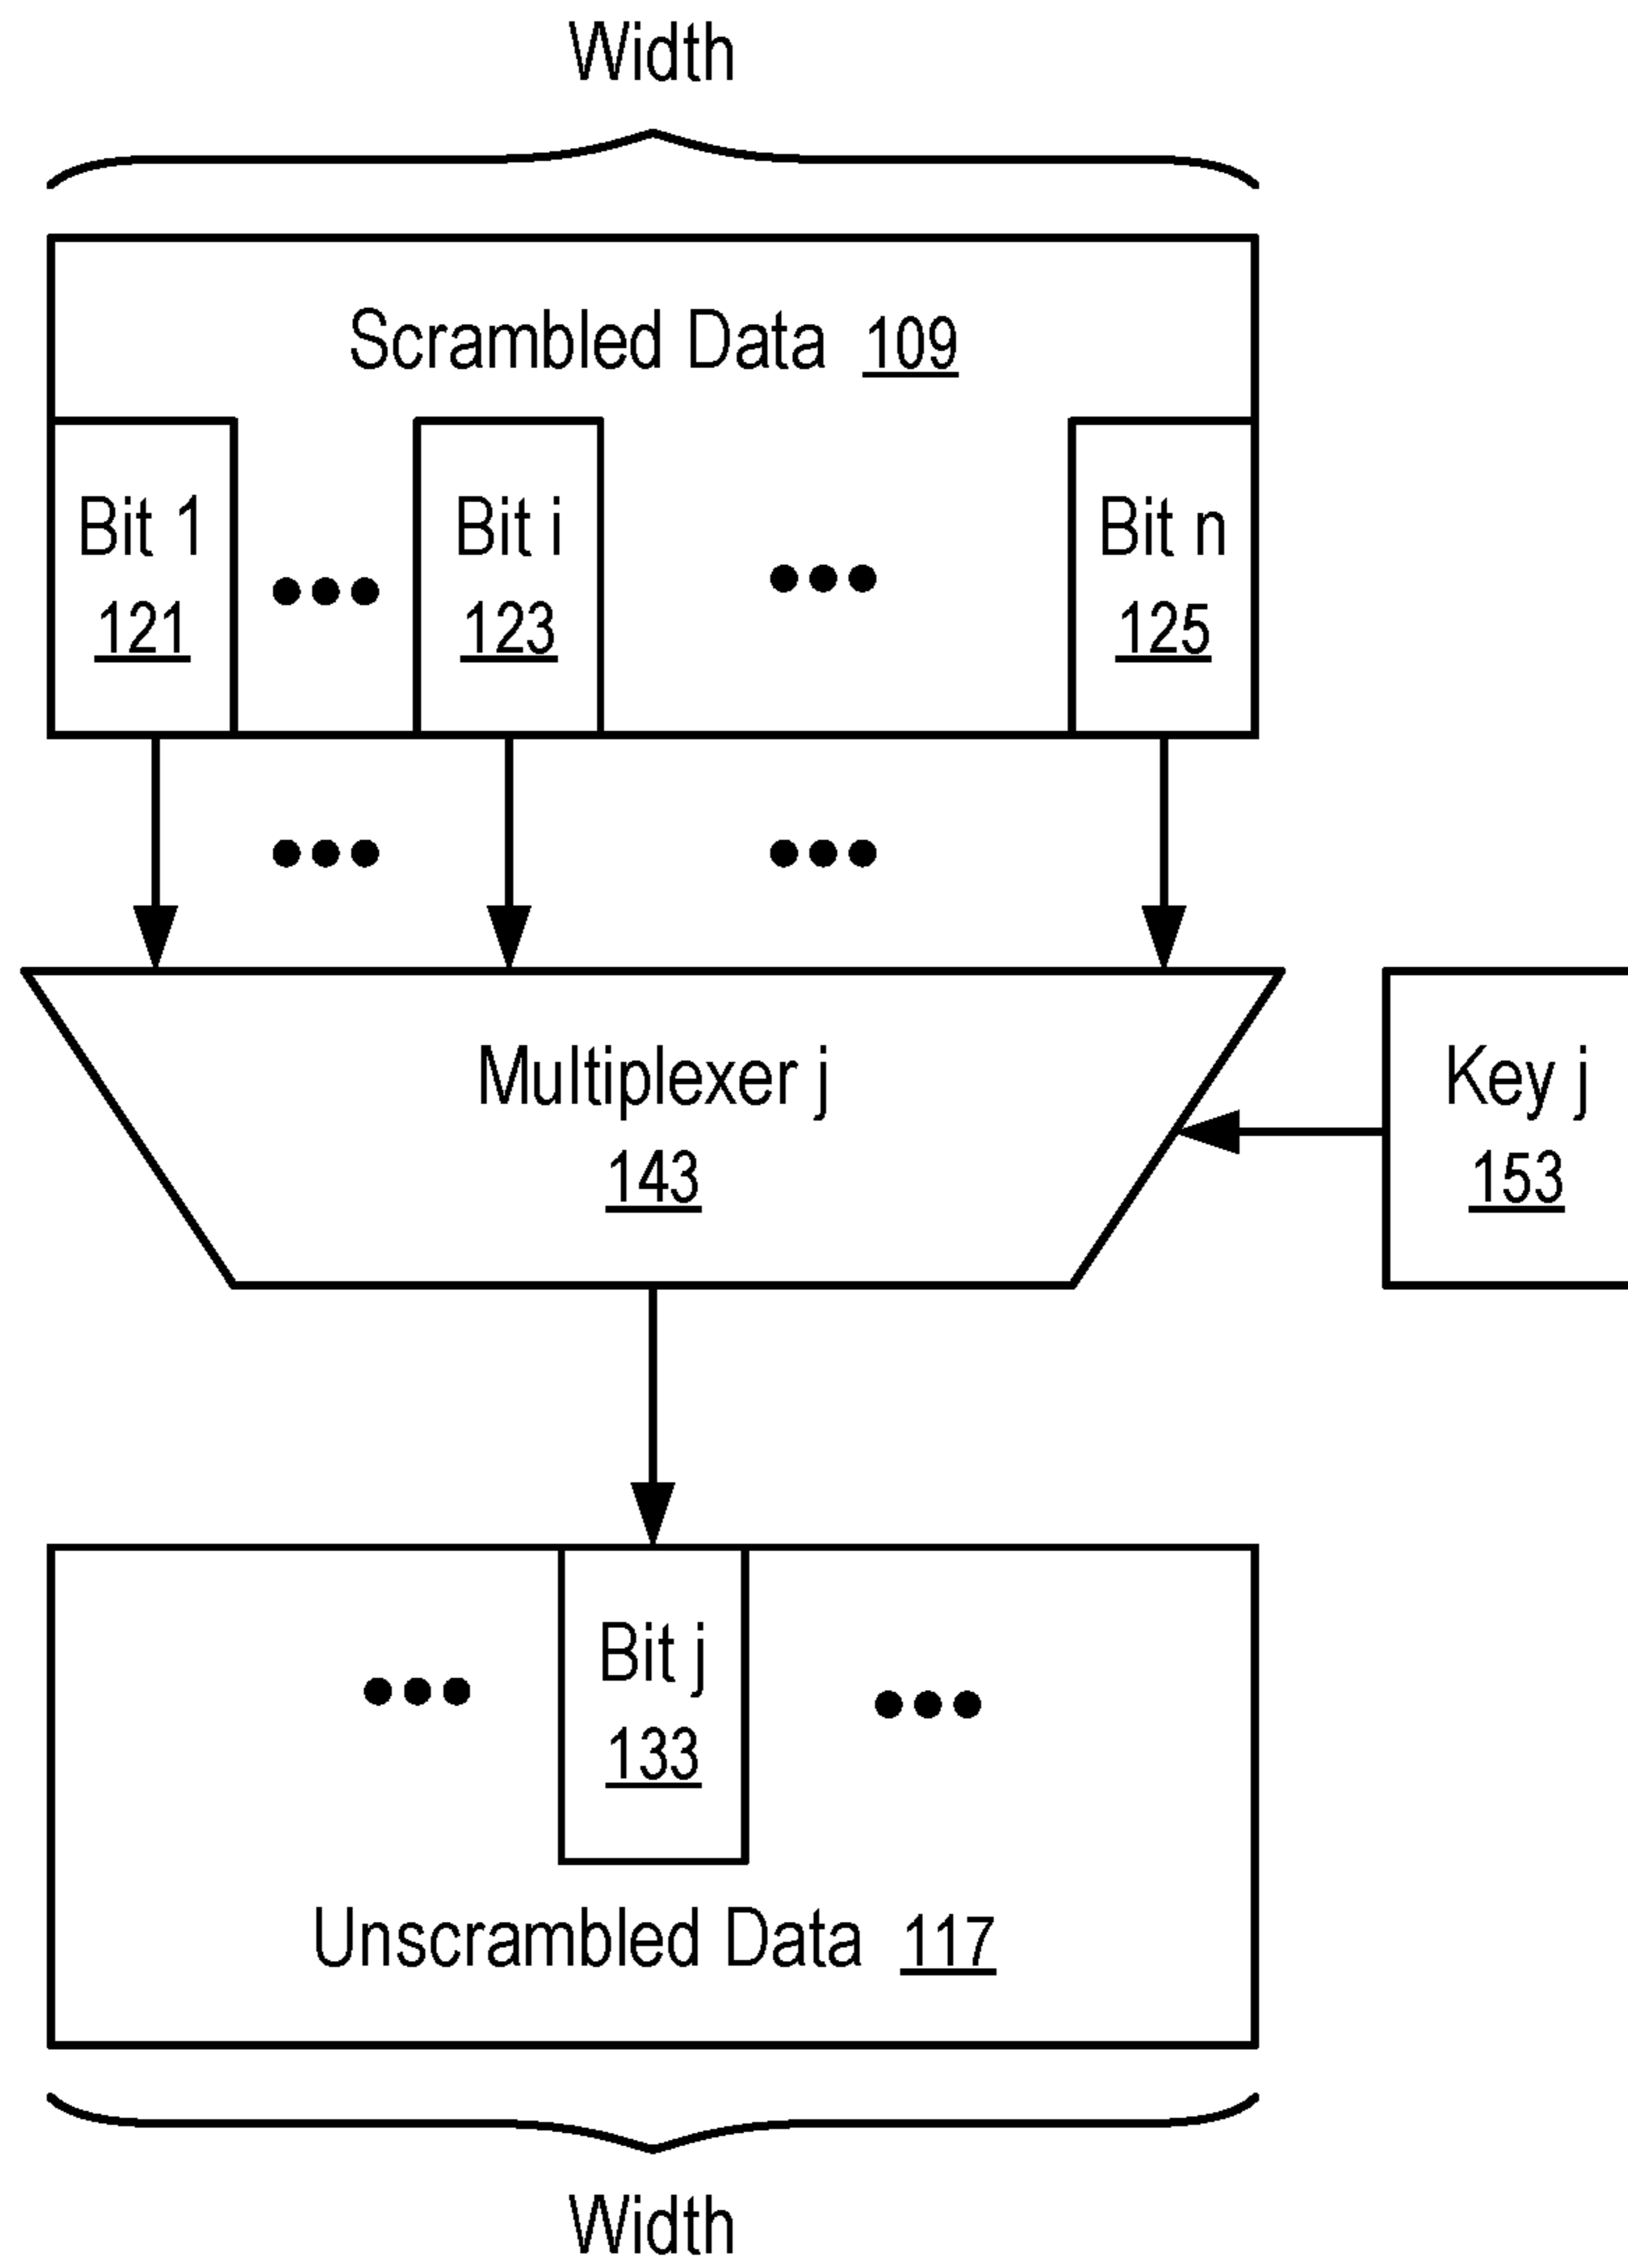 Width
Scrambled Data 109
Bit 1
121
Bit i
123
Bit n
125
Multiplexer j
143
Key j
153
Bit j
133
Unscrambled Data 117
Width